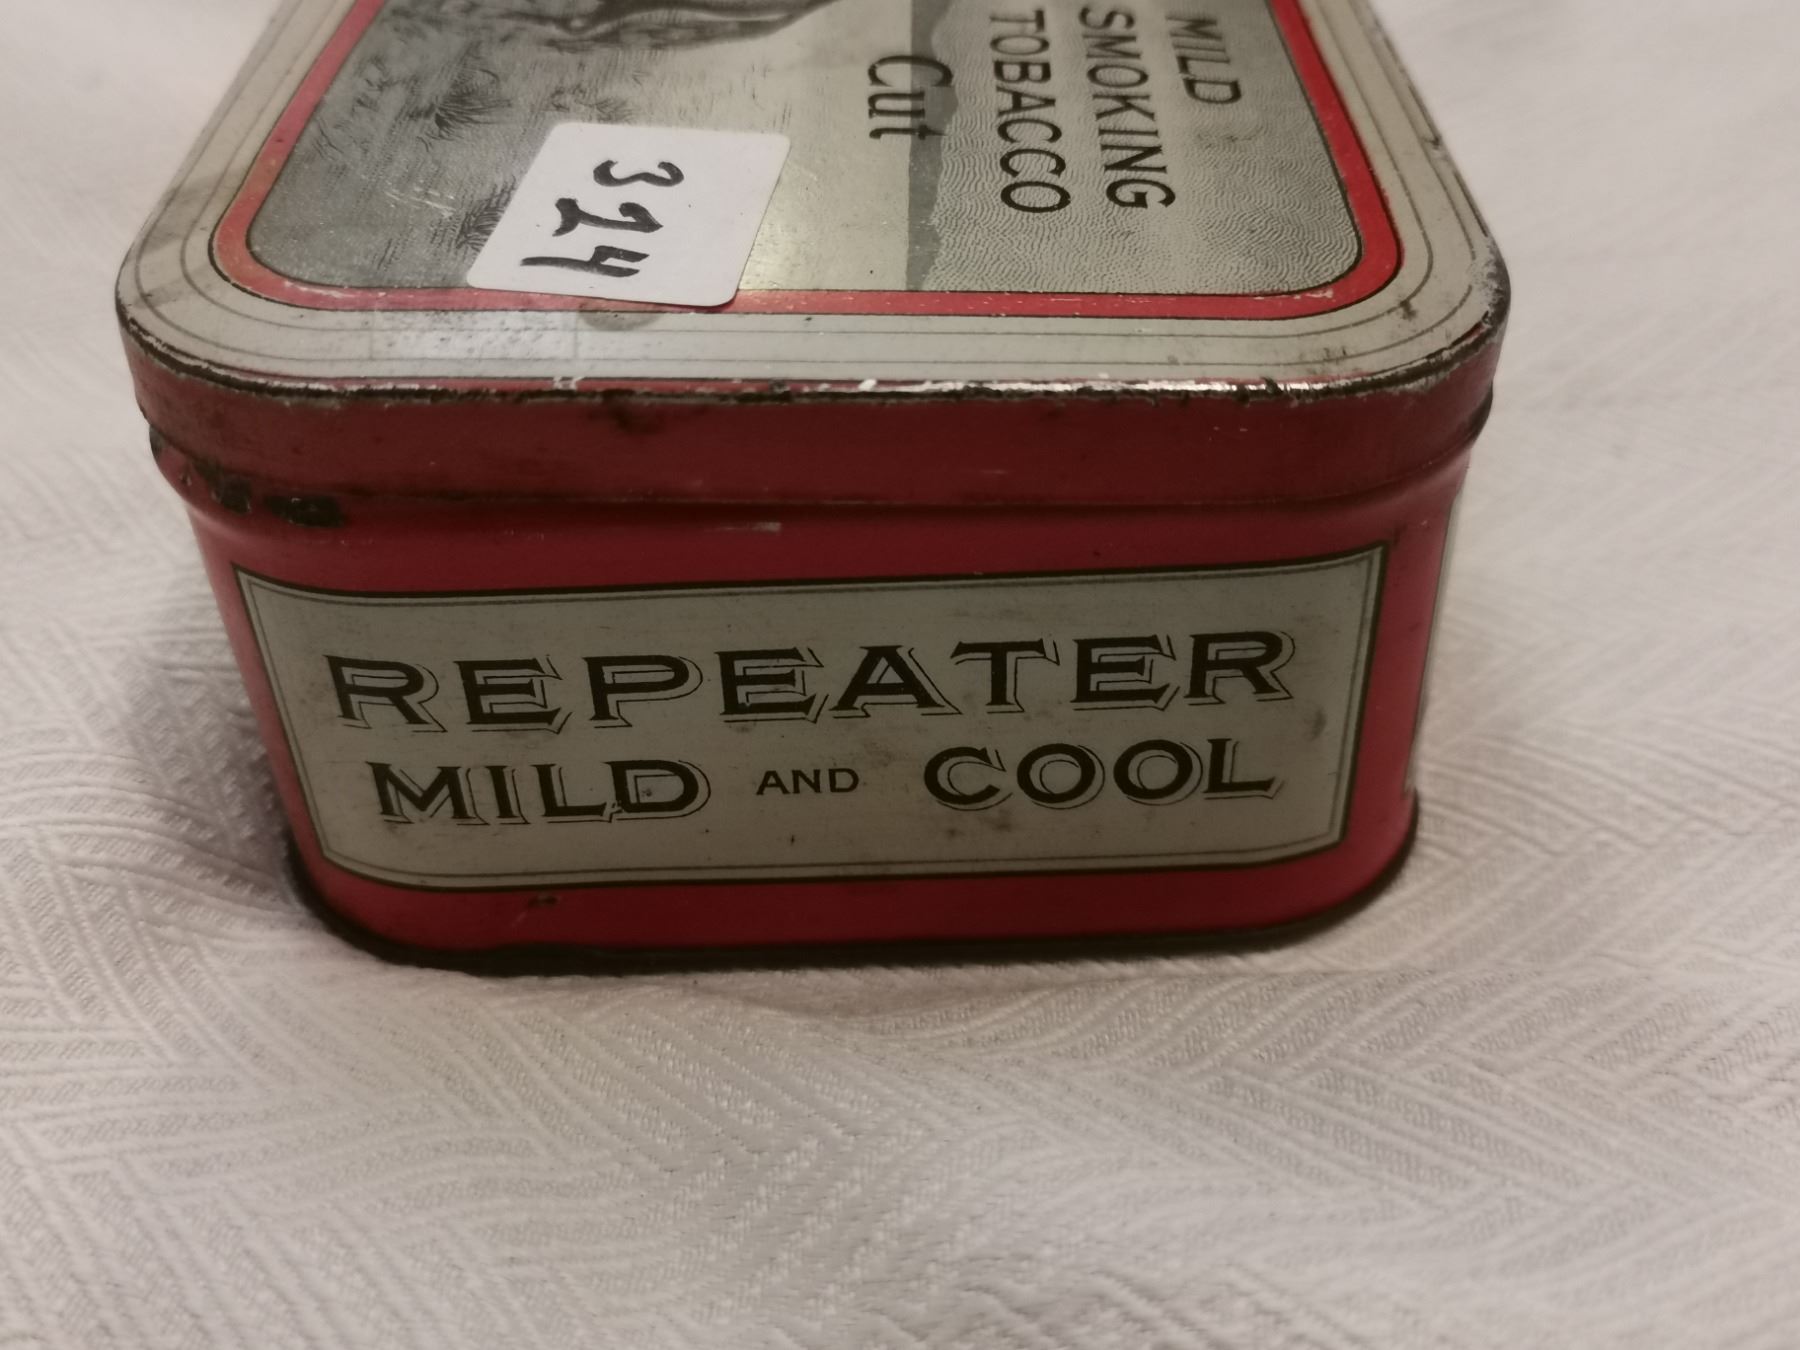 MILD
SMOKING
TOBACCO
Cut
324
REPEATER
MILD AND COOL